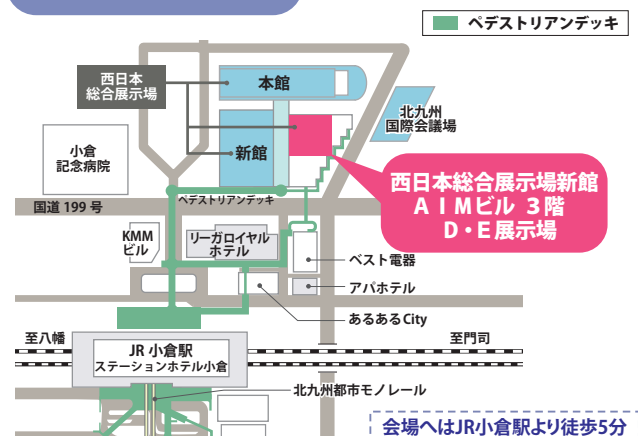 ペデストリアンデッキ
西日本
総合展示場
本館
北九州
国際会議場
小倉
記念病院
新館
西日本総合展示場新館
AIMビル 3階
D・E展示場
ペデストリアンデッキ
国道199号
KMM
ビル
リーガロイヤル
ホテル
ベスト電器
アパホテル
あるあるCity
至八幡
至門司
JR 小倉駅
ステーションホテル小倉
北九州都市モノレール
会場へはJR小倉駅より徒歩5分